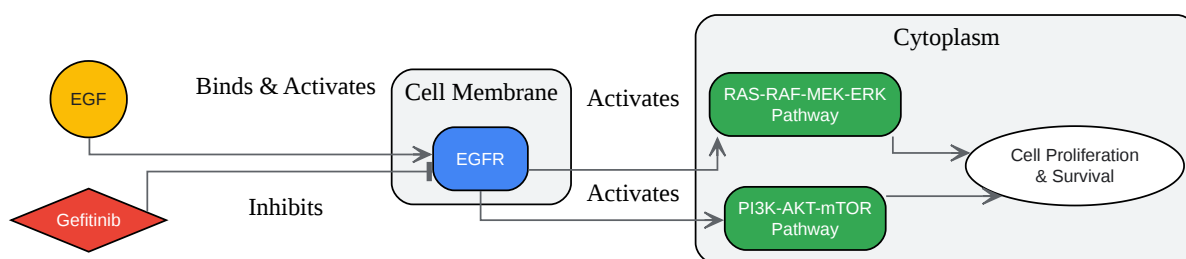 Cytoplasm
Binds & Activates
Cell Membrane
Activates
EGF
RAS-RAF-MEK-ERK
Pathway
EGFR
Cell Proliferation
& Survival
Inhibits
Activates
Gefitinib
PI3K-AKT-mTOR
Pathway